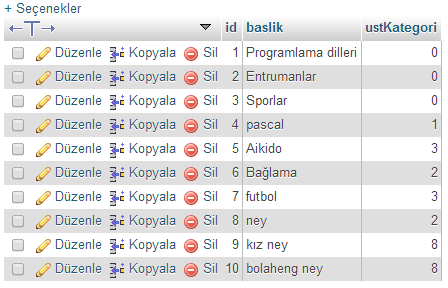 + Seçenekler
id baslik ustKategori
Düzenle Kopyala Sil 1 Programlama dilleri 0
Düzenle Kopyala Sil 2 Entrumanlar 0
Düzenle Kopyala Sil 3 Sporlar 0
Düzenle Kopyala Sil 4 pascal 1
Düzenle Kopyala Sil 5 Aikido 3
Düzenle Kopyala Sil 6 Bağlama 2
Düzenle Kopyala Sil 7 futbol 3
Düzenle Kopyala Sil 8 ney 2
Düzenle Kopyala Sil 9 kız ney 8
Düzenle Kopyala Sil 10 bolaheng ney 8